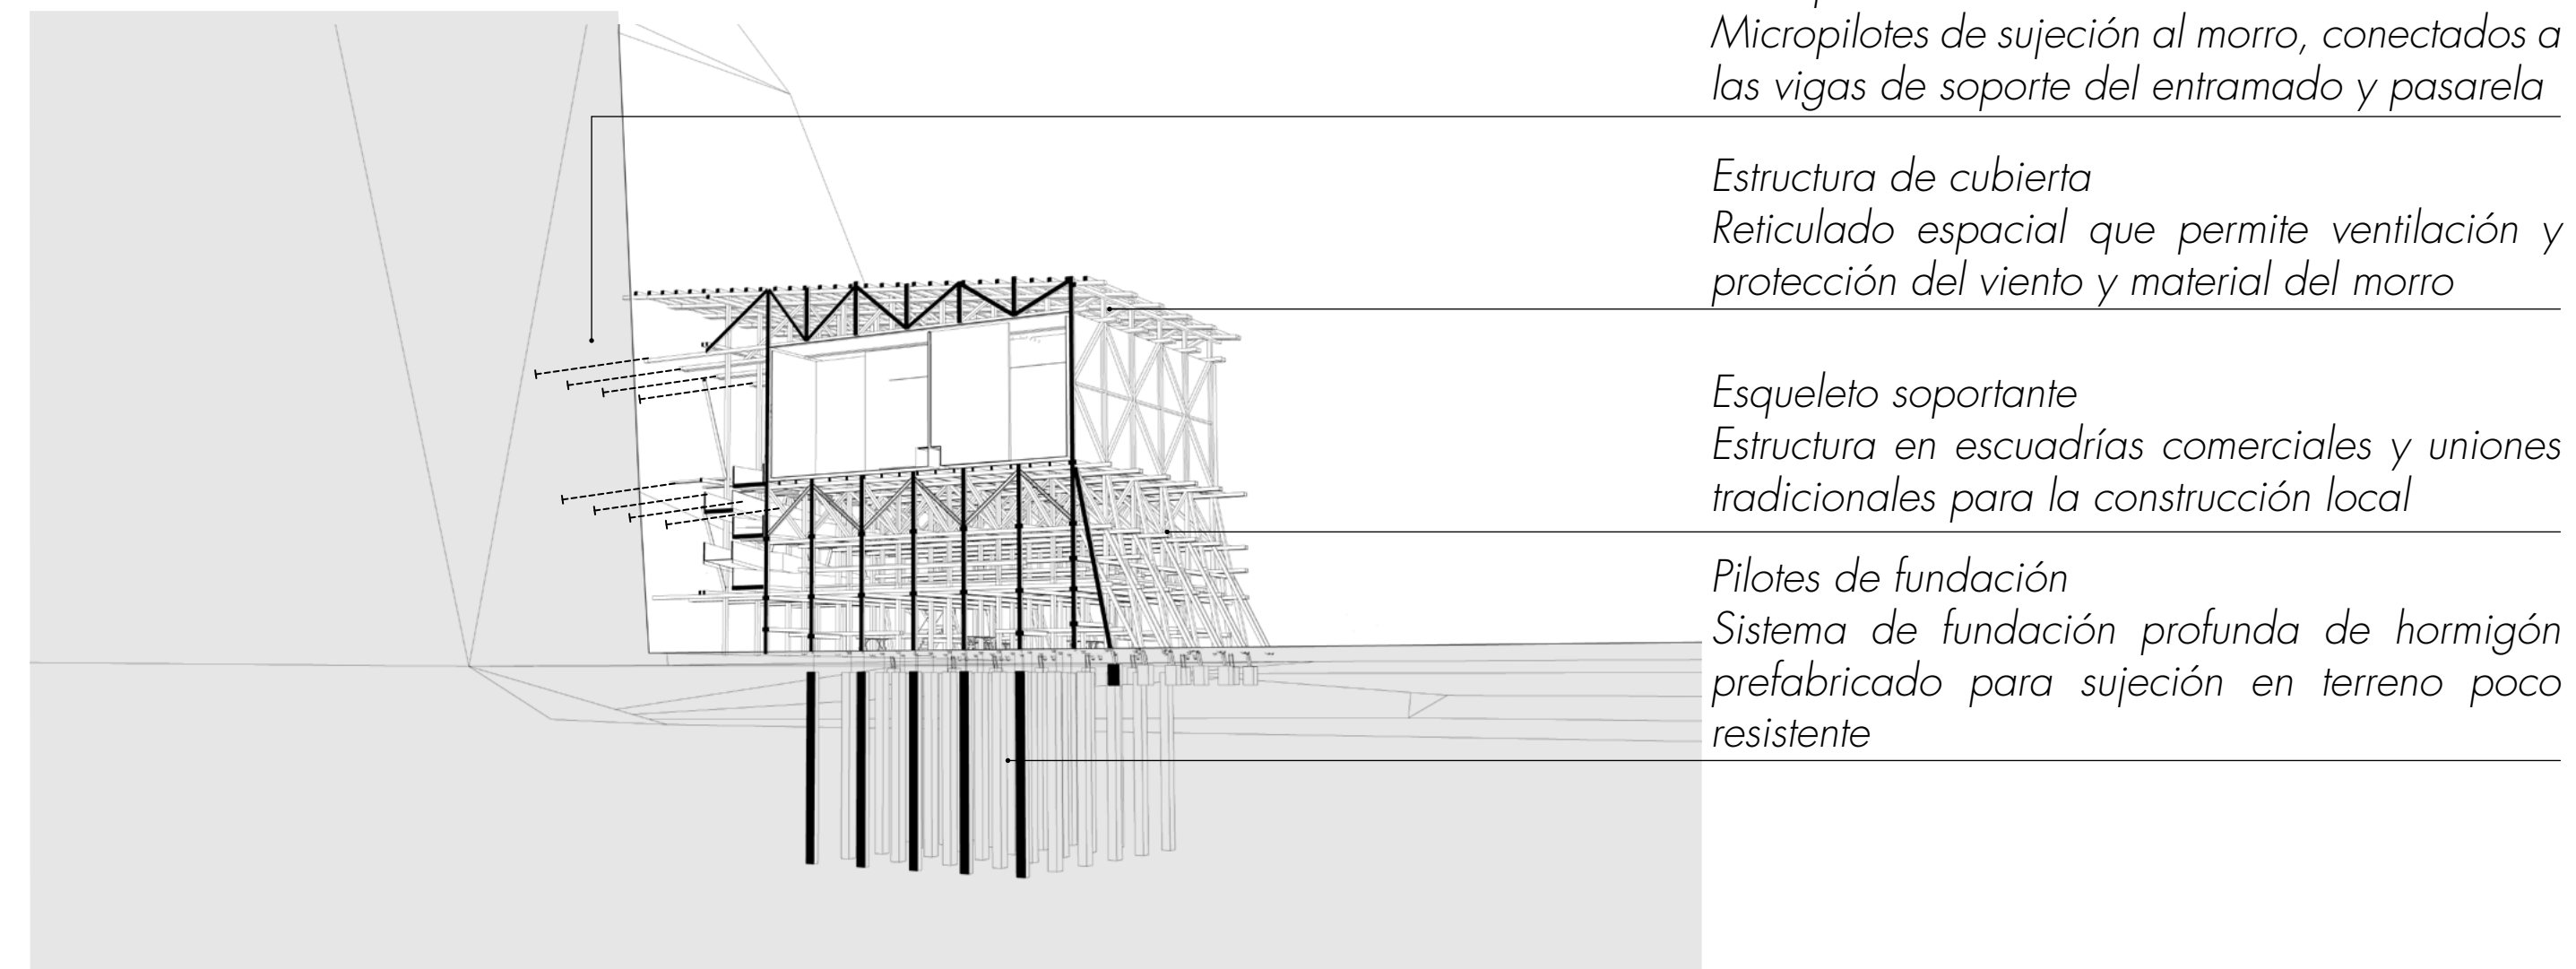 Micropilotes de sujeción al morro, conectados a
las vigas de soporte del entramado y pasarela
Estructura de cubierta
Reticulado espacial que permite ventilación y
protección del viento y material del morro
Esqueleto soportante
Estructura en escuadrías comerciales y uniones
tradicionales para la construcción local
Pilotes de fundación
Sistema de fundación profunda de hormigón
prefabricado para sujeción en terreno poco
resistente